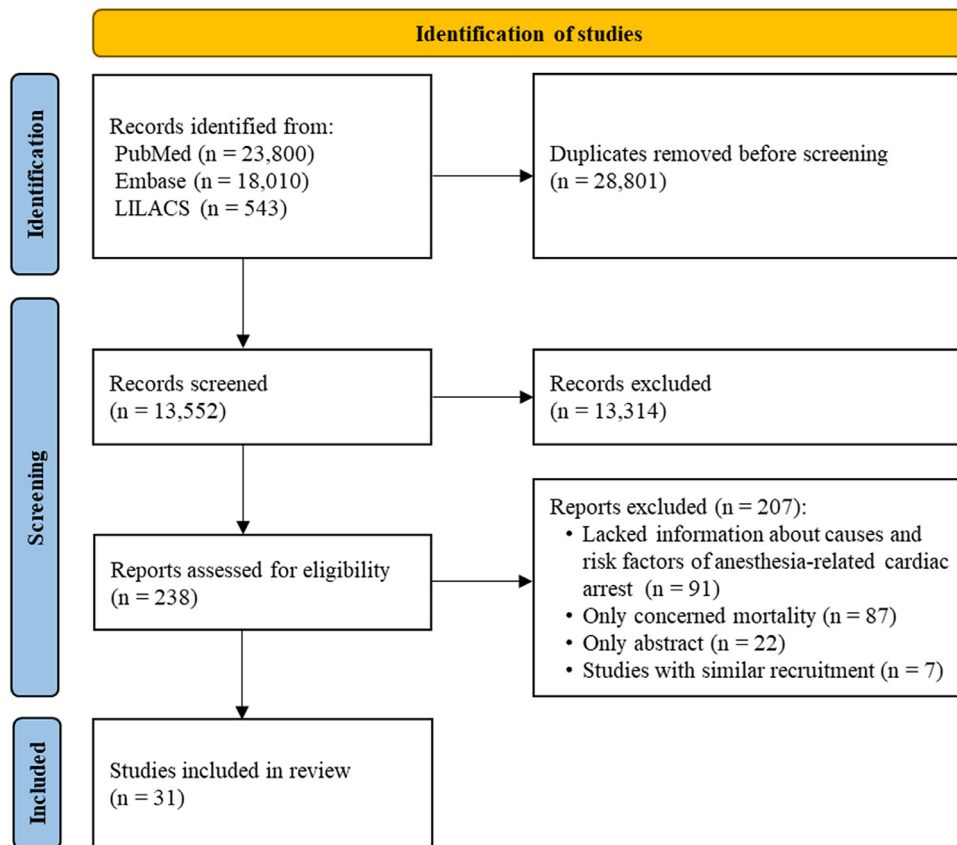 Identification of studies
Identification
Records identified from:
PubMed (n = 23,800)
Embase (n = 18,010)
LILACS (n = 543)
Duplicates removed before screening
(n = 28,801)
Screening
Records screened
(n = 13,552)
Records excluded
(n = 13,314)
Reports assessed for eligibility
(n = 238)
Reports excluded (n = 207):
• Lacked information about causes and
risk factors of anesthesia-related cardiac
arrest (n = 91)
• Only concerned mortality (n = 87)
• Only abstract (n = 22)
• Studies with similar recruitment (n = 7)
Included
Studies included in review
(n = 31)